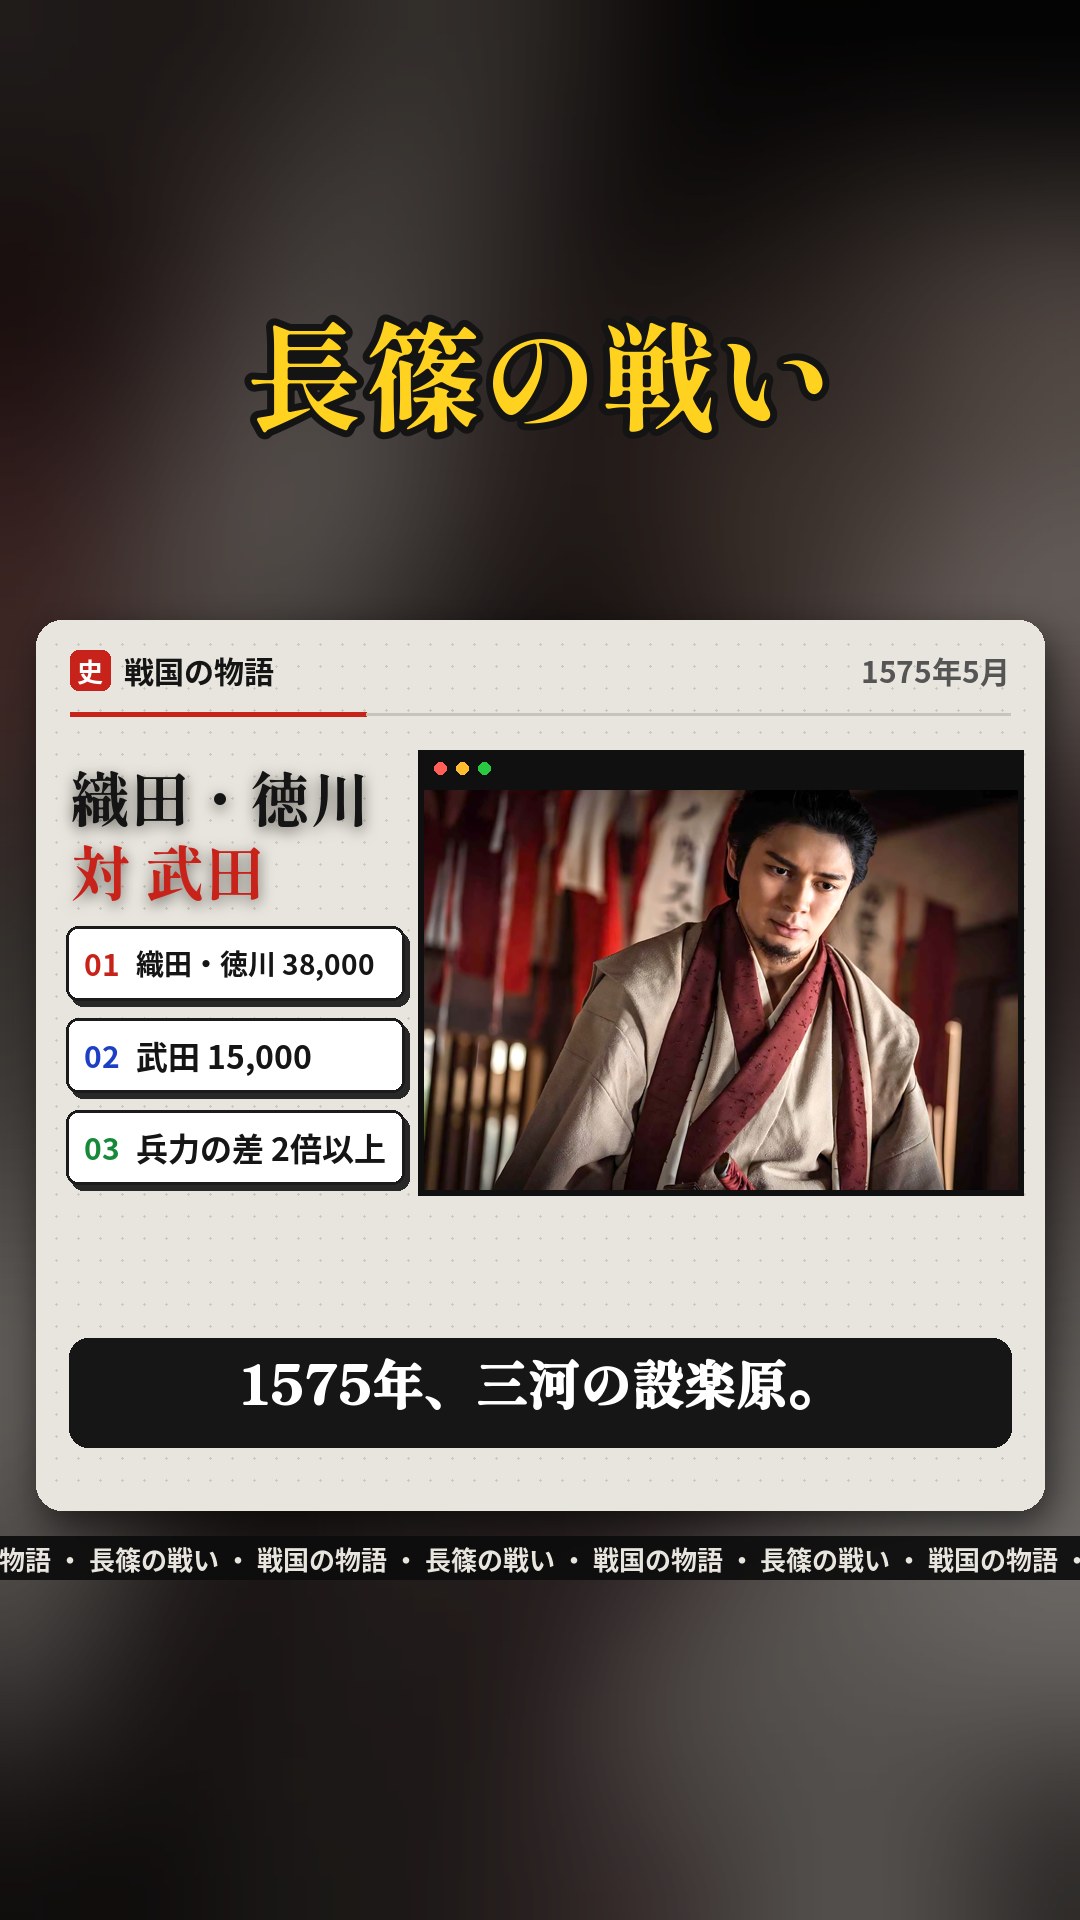 長篠の戦い
史 戦国の物語
1575年5月
織田・徳川
対 武田
01 織田・徳川 38,000
02 武田 15,000
03 兵力の差 2倍以上
1575年、三河の設楽原。
物語 ・ 長篠の戦い ・ 戦国の物語 ・ 長篠の戦い ・ 戦国の物語 ・ 長篠の戦い ・ 戦国の物語 ・